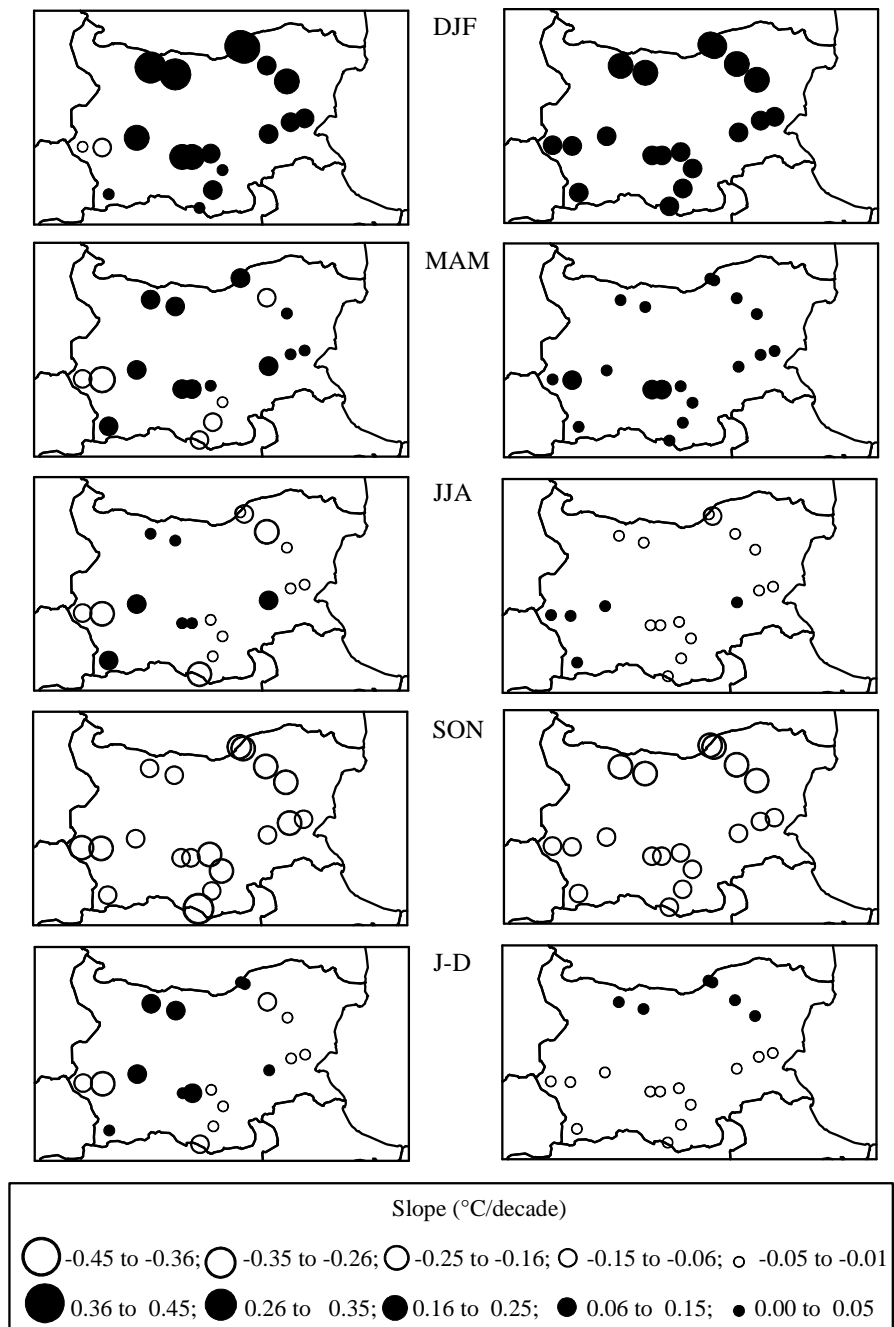 DJF
MAM
JJA
SON
J-D
Slope (°C/decade)
-0.45 to -0.36; -0.35 to -0.26; -0.25 to -0.16; -0.15 to -0.06; -0.05 to -0.01
0.36 to 0.45; 0.26 to 0.35; 0.16 to 0.25; 0.06 to 0.15; 0.00 to 0.05